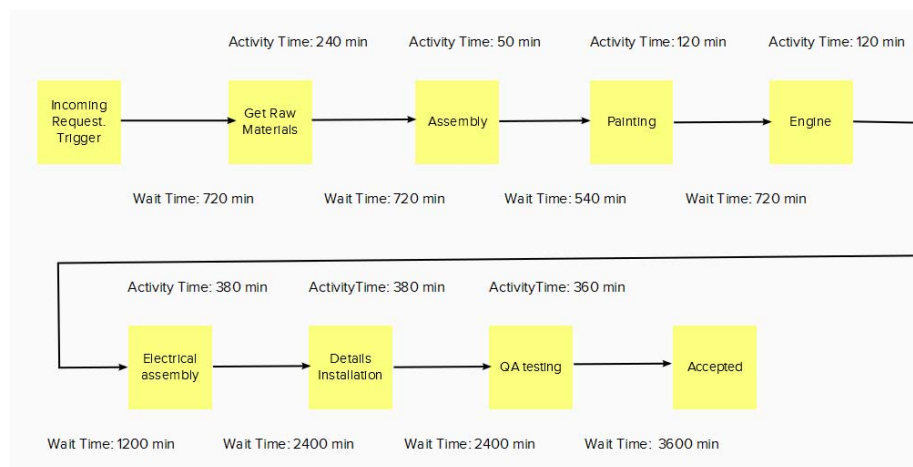 Activity Time: 240 min
Activity Time: 50 min
Activity Time: 120 min
Activity Time: 120 min
Incoming
Request.
Trigger
Get Raw
Materials
Assembly
Painting
Engine
Wait Time: 720 min
Wait Time: 720 min
Wait Time: 540 min
Wait Time: 720 min
Activity Time: 380 min
ActivityTime: 380 min
ActivityTime: 360 min
Electrical
assembly
Details
Installation
QA testing
Accepted
Wait Time: 1200 min
Wait Time: 2400 min
Wait Time: 2400 min
Wait Time: 3600 min